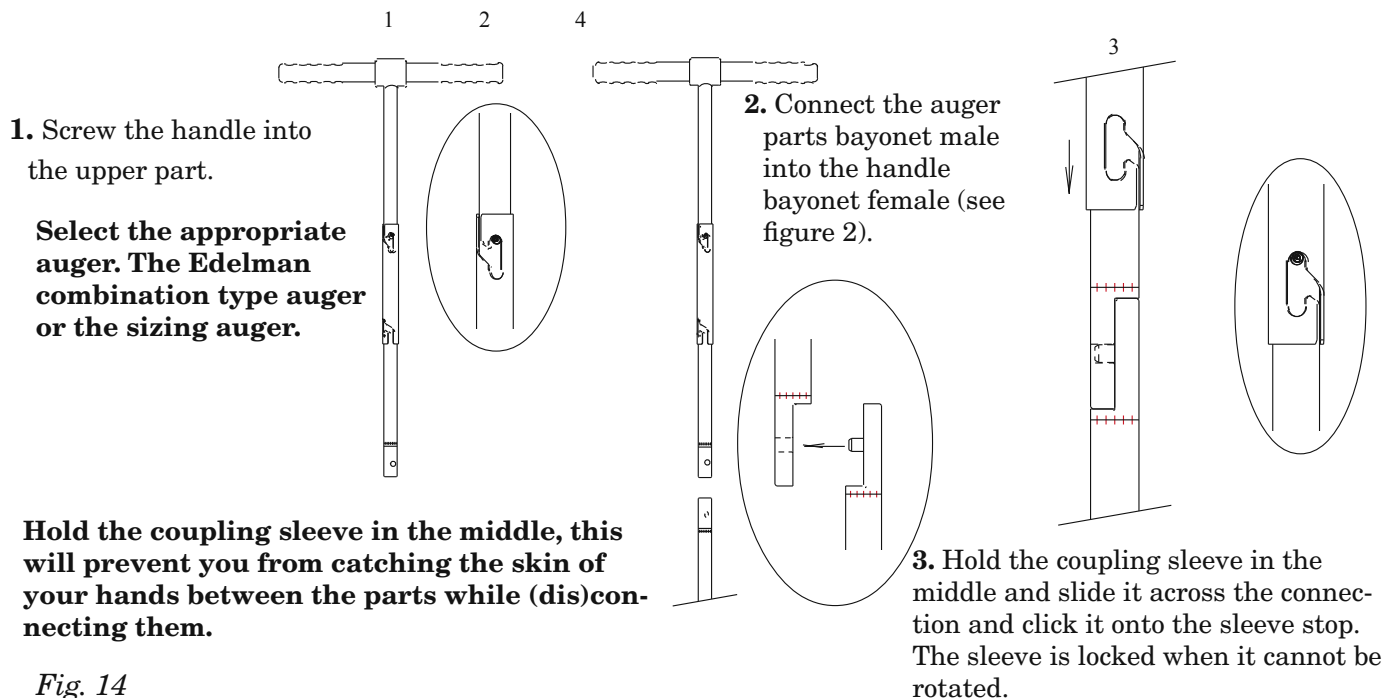 1 2 4
3
1. Screw the handle into
the upper part.
Select the appropriate
auger. The Edelman
combination type auger
or the sizing auger.
2. Connect the auger
parts bayonet male
into the handle
bayonet female (see
figure 2).
Hold the coupling sleeve in the middle, this
will prevent you from catching the skin of
your hands between the parts while (dis)con-
necting them.
3. Hold the coupling sleeve in the
middle and slide it across the connec-
tion and click it onto the sleeve stop.
The sleeve is locked when it cannot be
rotated.
Fig. 14